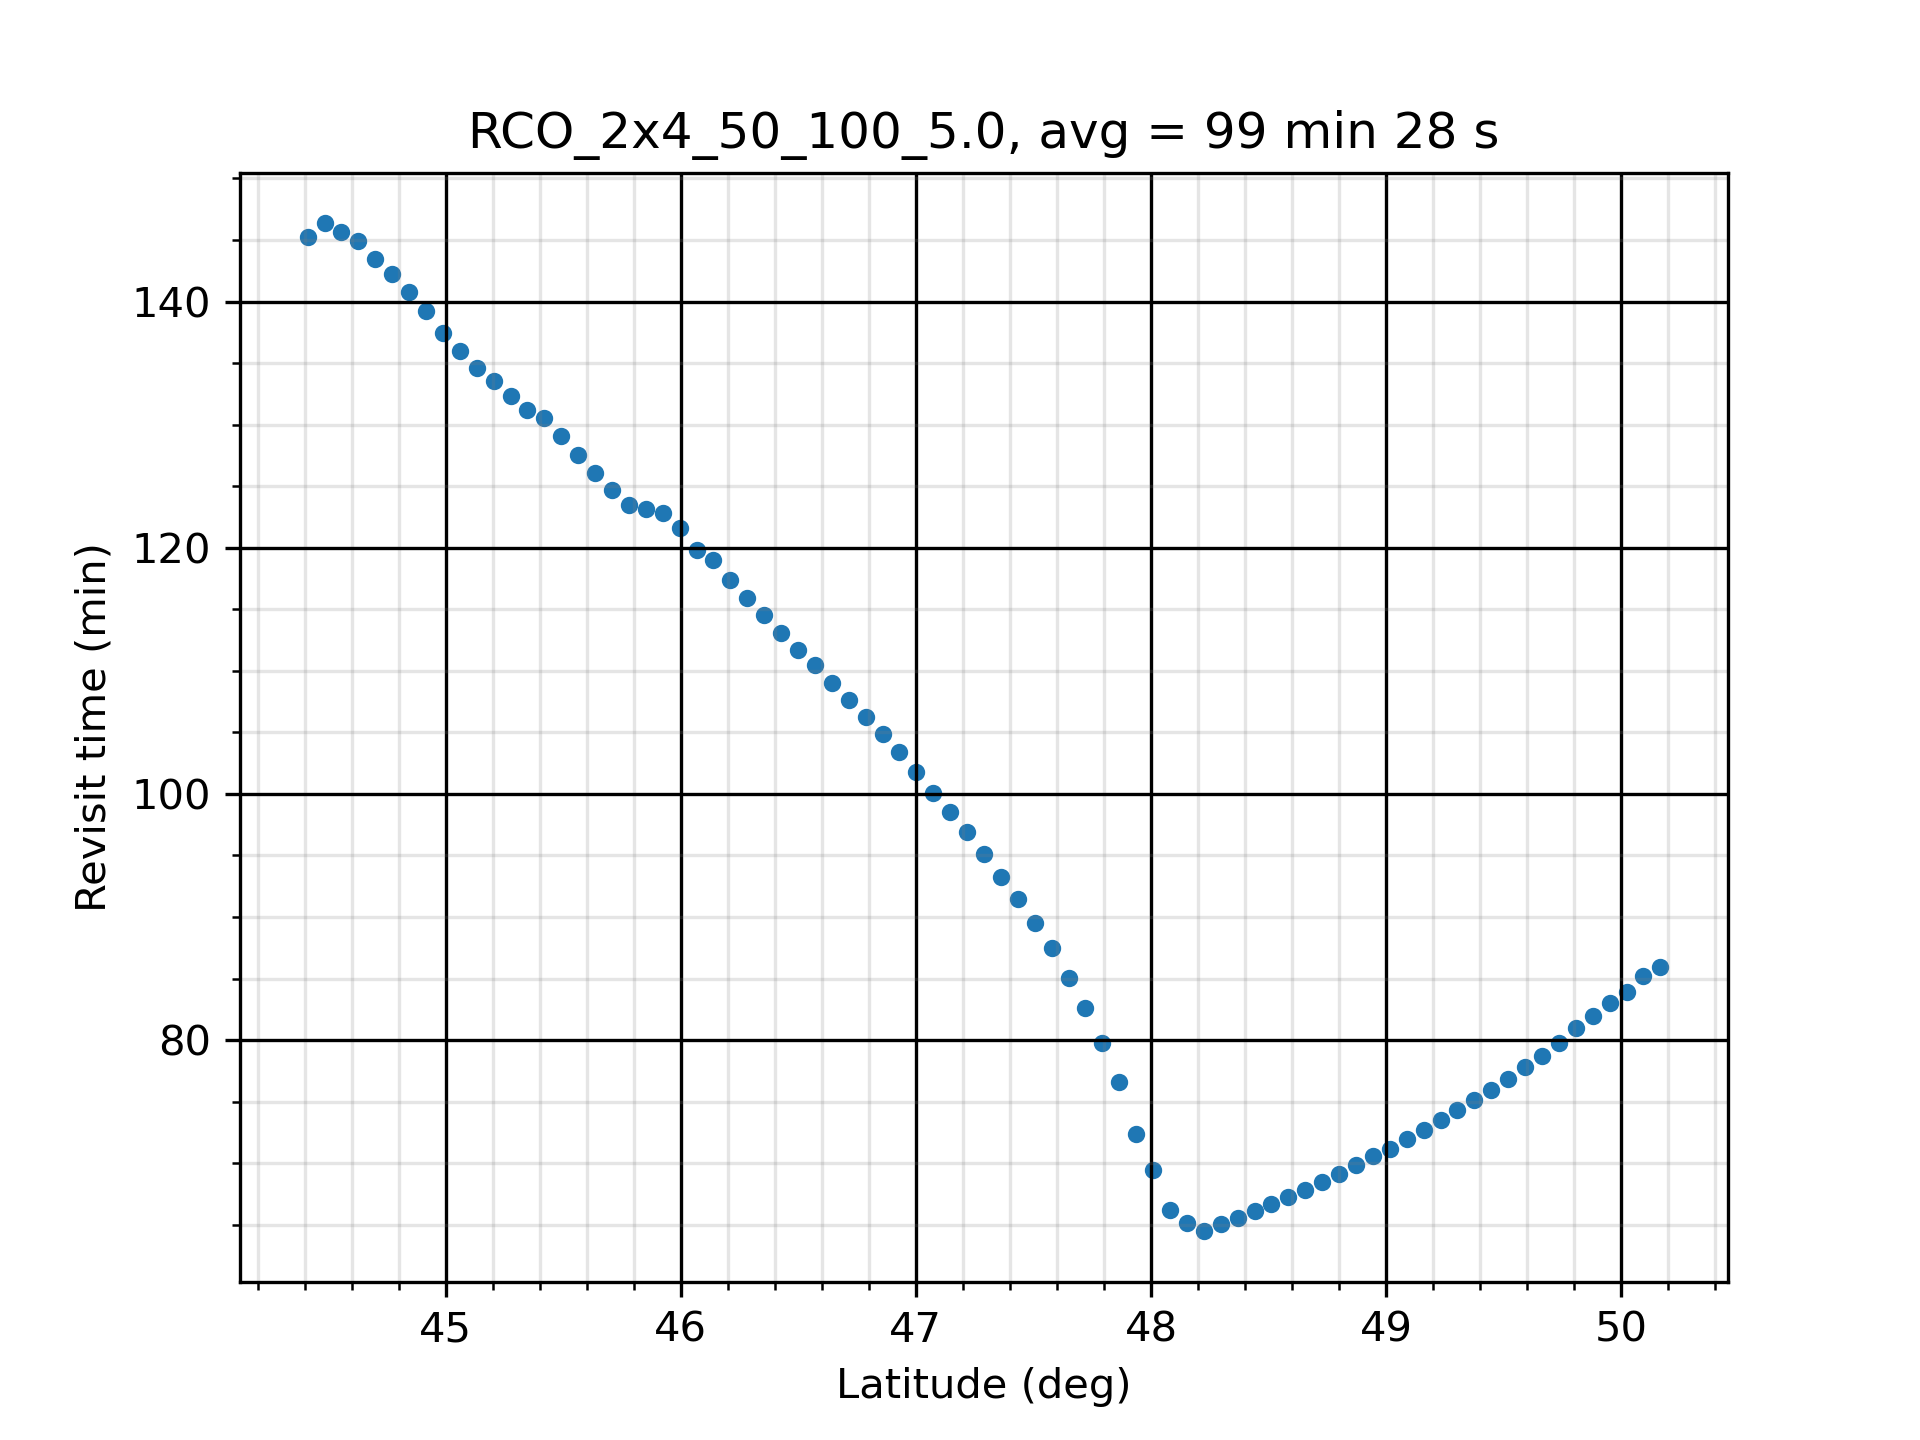 RCO_2x4_50_100_5.0, avg = 99 min 28 s
140
120
100
80
Revisit time (min)
45 46 47 48 49 50
Latitude (deg)